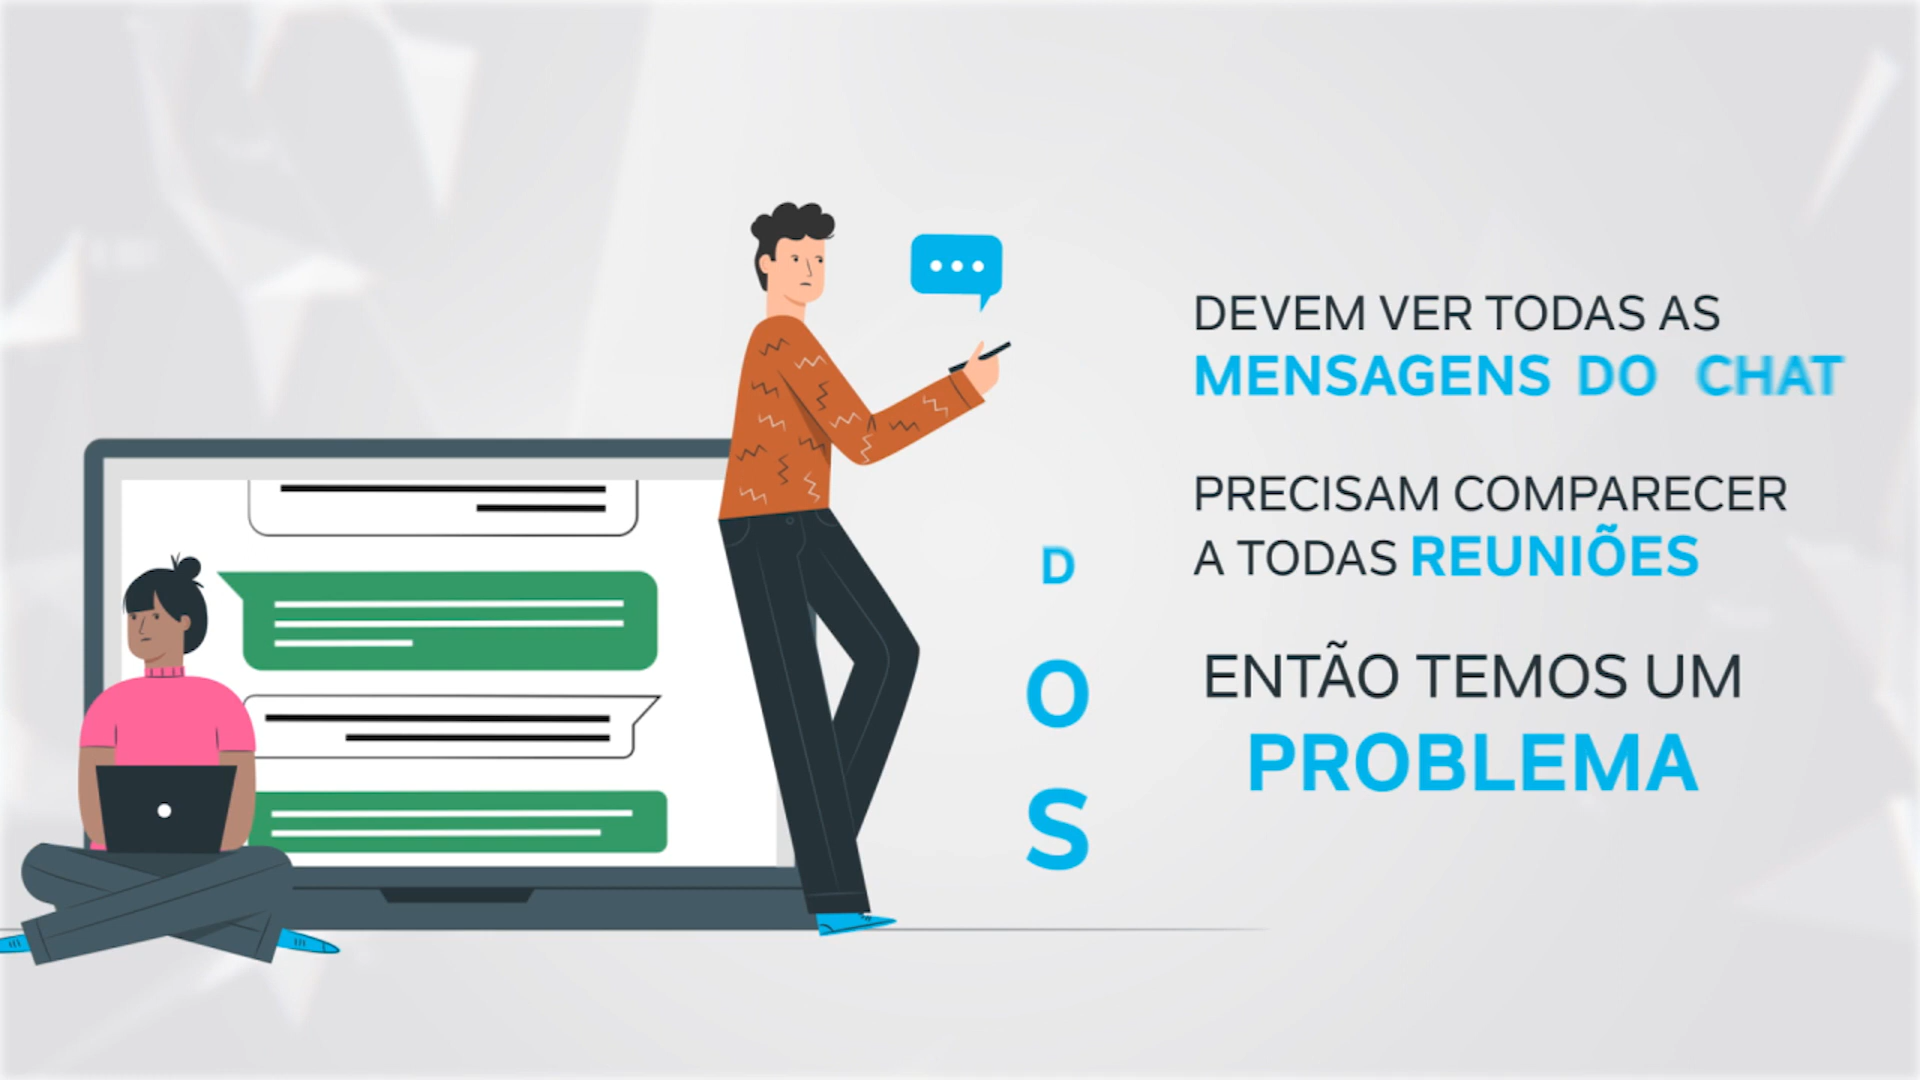 DEVEM VER TODAS AS
MENSAGENS DO CHAT
PRECISAM COMPARECER
A TODAS REUNIÕES
ENTÃO TEMOS UM
PROBLEMA
D
O
S